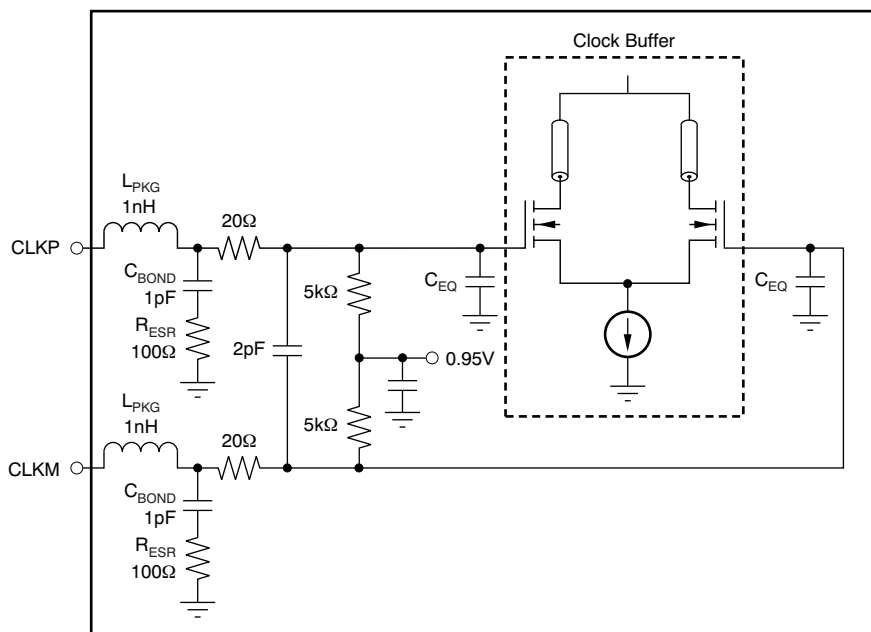 Clock Buffer
LPKG
1nH
20Ω
CLKP
CBOND
1pF
RESR
100Ω
5kΩ
CEQ
CEQ
2pF
0.95V
LPKG
1nH
20Ω
5kΩ
CLKM
CBOND
1pF
RESR
100Ω